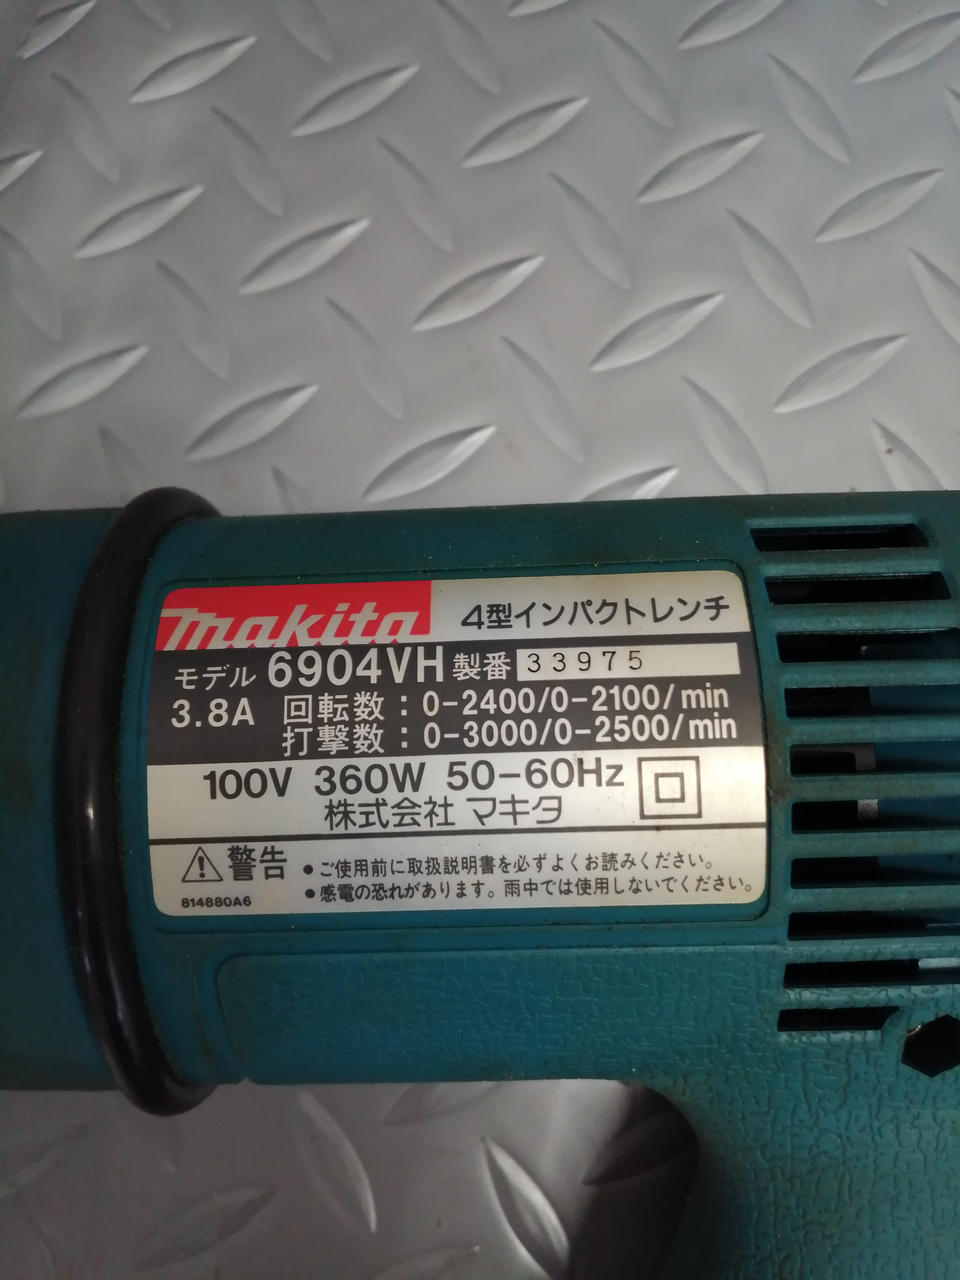 makita 4型インパクトレンチ
モデル 6904VH 製番 33975
3.8A 回転数：0-2400/0-2100/min
打撃数：0-3000/0-2500/min
100V 360W 50-60Hz
株式会社 マキタ
警告 ●ご使用前に取扱説明書を必ずよくお読みください。
●感電の恐れがあります。雨中では使用しないでください。
814880A6